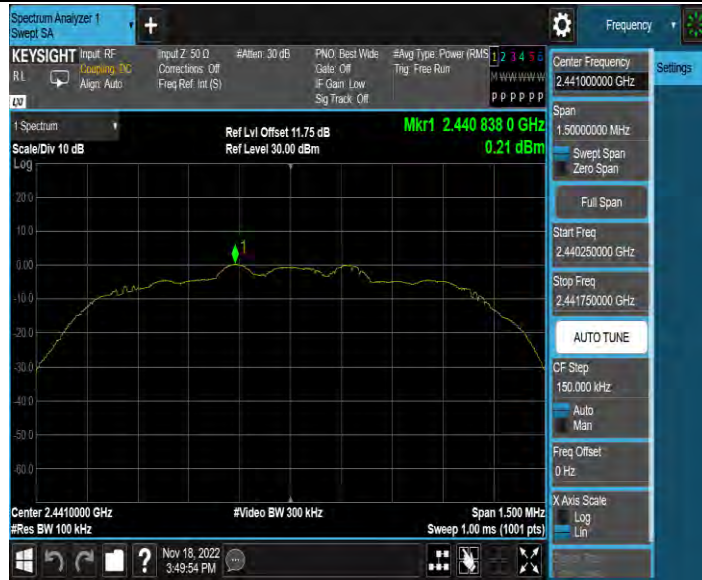 Spectrum Analyzer 1
Swept SA
+
Frequency
KEYSIGHT
Input: RF
Coupling: DC
Align: Auto
Input Z: 50 Ω
Corrections: Off
Freq Ref: Int (S)
#Atten: 30 dB
PNO: Best Wide
Gate: Off
IF Gain: Low
Sig Track: Off
#Avg Type: Power (RMS
Trig: Free Run
1 2 3 4 5 6
M W W W W W
P P P P P P
R L
LXI
1 Spectrum
Scale/Div 10 dB
Ref Lvl Offset 11.75 dB
Ref Level 30.00 dBm
Mkr1 2.440 838 0 GHz
0.21 dBm
Log
20.0
10.0
0.00
-10.0
-20.0
-30.0
-40.0
-50.0
-60.0
1
Center 2.4410000 GHz
#Res BW 100 kHz
#Video BW 300 kHz
Span 1.500 MHz
Sweep 1.00 ms (1001 pts)
Center Frequency
2.441000000 GHz
Settings
Span
1.50000000 MHz
Swept Span
Zero Span
Full Span
Start Freq
2.440250000 GHz
Stop Freq
2.441750000 GHz
AUTO TUNE
CF Step
150.000 kHz
Auto
Man
Freq Offset
0 Hz
X Axis Scale
Log
Lin
?
Nov 18, 2022
3:49:54 PM